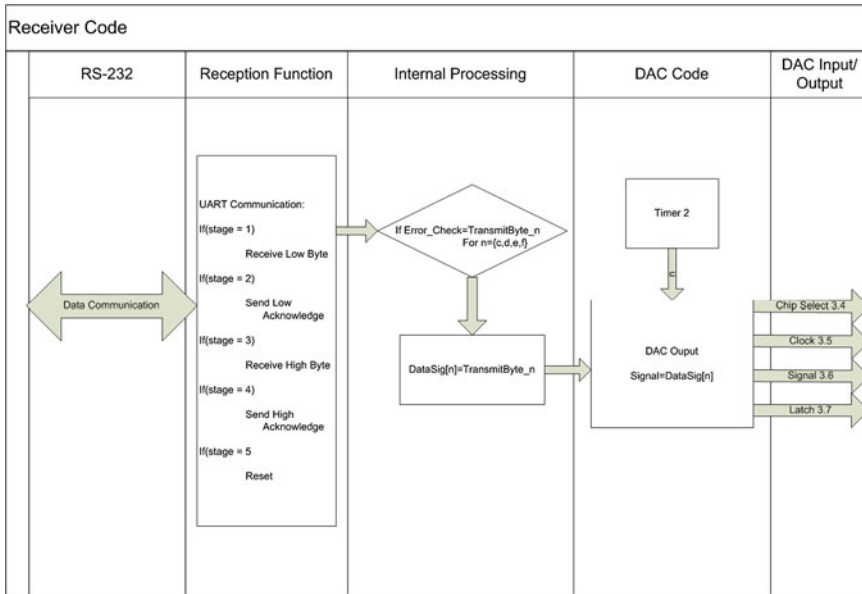 Receiver Code
RS-232
Reception Function
Internal Processing
DAC Code
DAC Input/
Output
Data Communication
UART Communication:
If(stage = 1)
Receive Low Byte
If(stage = 2)
Send Low
Acknowledge
If(stage = 3)
Receive High Byte
If(stage = 4)
Send High
Acknowledge
If(stage = 5
Reset
If Error_Check=TransmitByte_n
For n={c,d,e,f}
DataSig[n]=TransmitByte_n
Timer 2
n
DAC Ouput
Signal=DataSig[n]
Chip Select 3.4
Clock 3.5
Signal 3.6
Latch 3.7